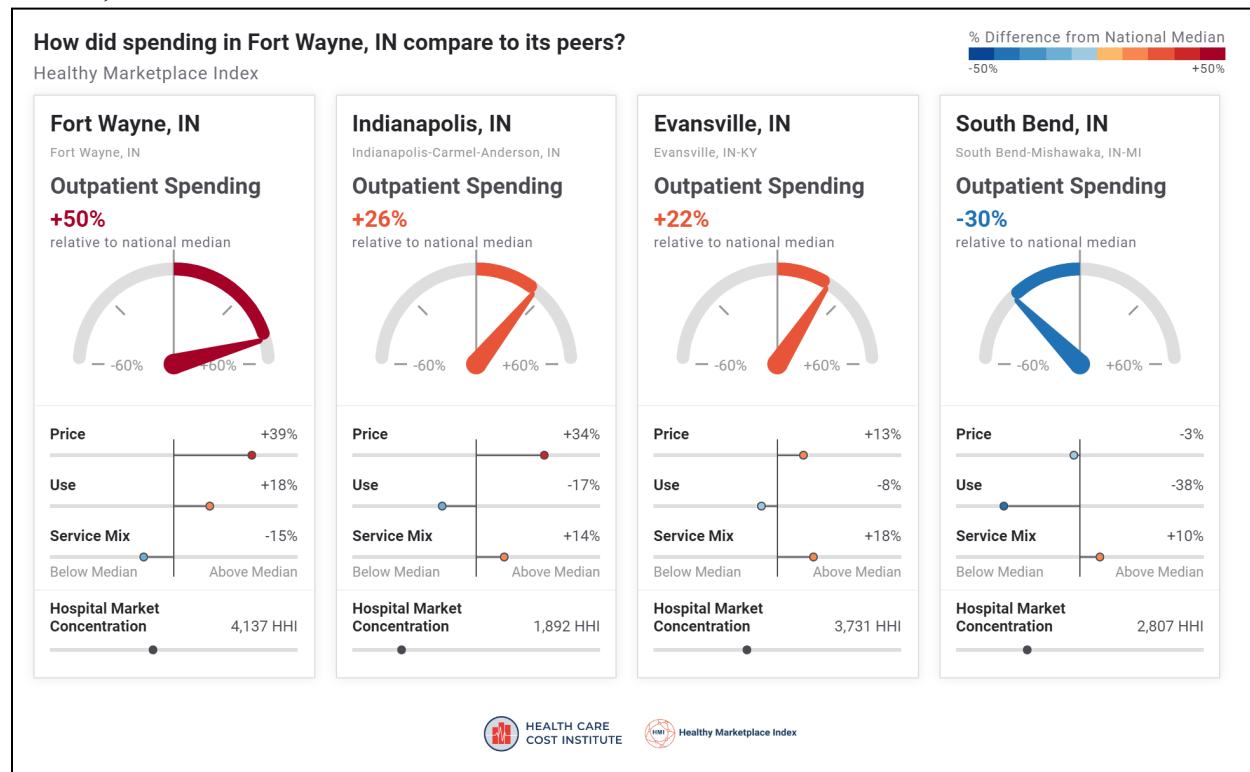 How did spending in Fort Wayne, IN compare to its peers?
Healthy Marketplace Index
% Difference from National Median
-50%
+50%
Fort Wayne, IN
Fort Wayne, IN
Outpatient Spending
+50%
relative to national median
-60%
+60%
Price
+39%
Use
+18%
Service Mix
-15%
Below Median
Above Median
Hospital Market
Concentration
4,137 HHI
Indianapolis, IN
Indianapolis-Carmel-Anderson, IN
Outpatient Spending
+26%
relative to national median
-60%
+60%
Price
+34%
Use
-17%
Service Mix
+14%
Below Median
Above Median
Hospital Market
Concentration
1,892 HHI
Evansville, IN
Evansville, IN-KY
Outpatient Spending
+22%
relative to national median
-60%
+60%
Price
+13%
Use
-8%
Service Mix
+18%
Below Median
Above Median
Hospital Market
Concentration
3,731 HHI
South Bend, IN
South Bend-Mishawaka, IN-MI
Outpatient Spending
-30%
relative to national median
-60%
+60%
Price
-3%
Use
-38%
Service Mix
+10%
Below Median
Above Median
Hospital Market
Concentration
2,807 HHI
HEALTH CARE
COST INSTITUTE
HMI
Healthy Marketplace Index